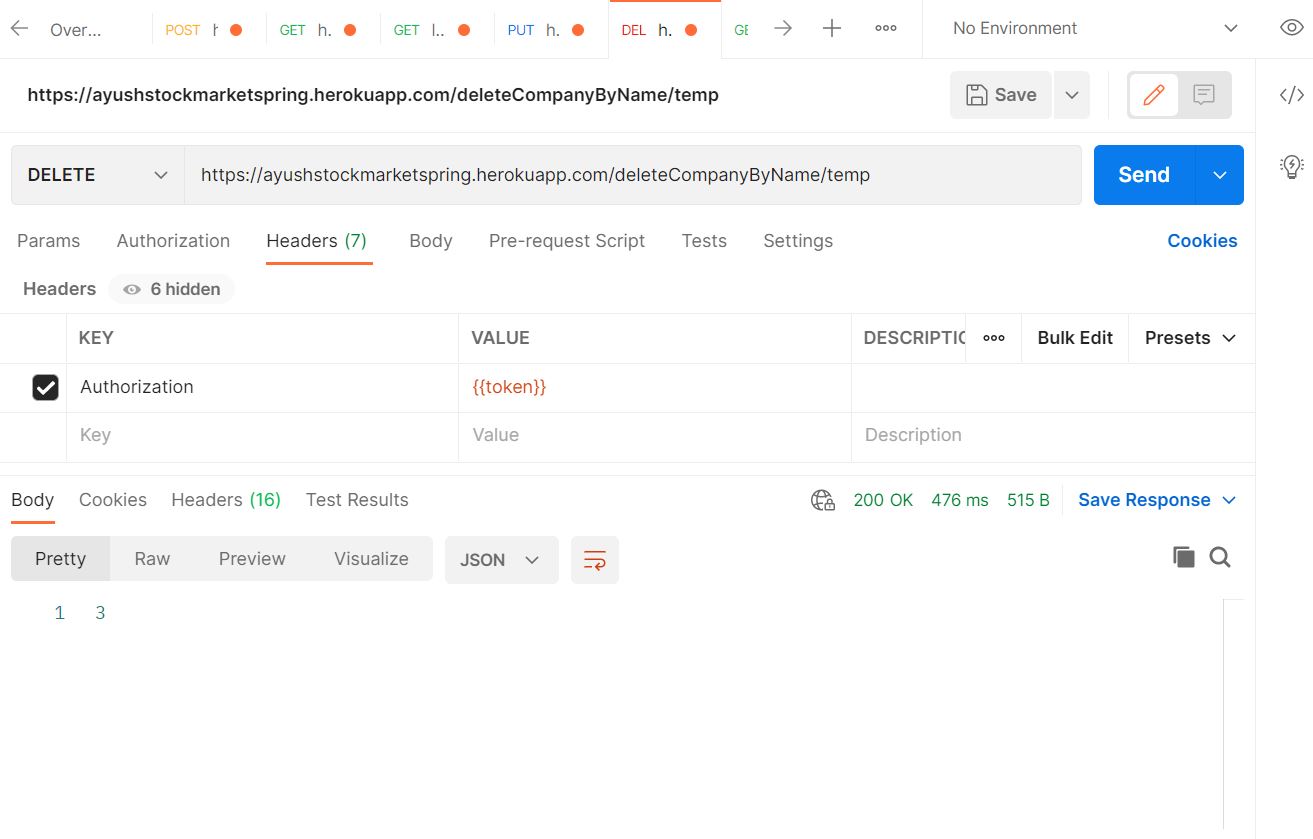 Over... POST h GET h. GET l.. PUT h. DEL h. GE No Environment
https://ayushstockmarketspring.herokuapp.com/deleteCompanyByName/temp Save
DELETE https://ayushstockmarketspring.herokuapp.com/deleteCompanyByName/temp Send
Params Authorization Headers (7) Body Pre-request Script Tests Settings Cookies
Headers 6 hidden
KEY VALUE DESCRIPTIO Bulk Edit Presets
Authorization {{token}}
Key Value Description
Body Cookies Headers (16) Test Results 200 OK 476 ms 515 B Save Response
Pretty Raw Preview Visualize JSON
1 3